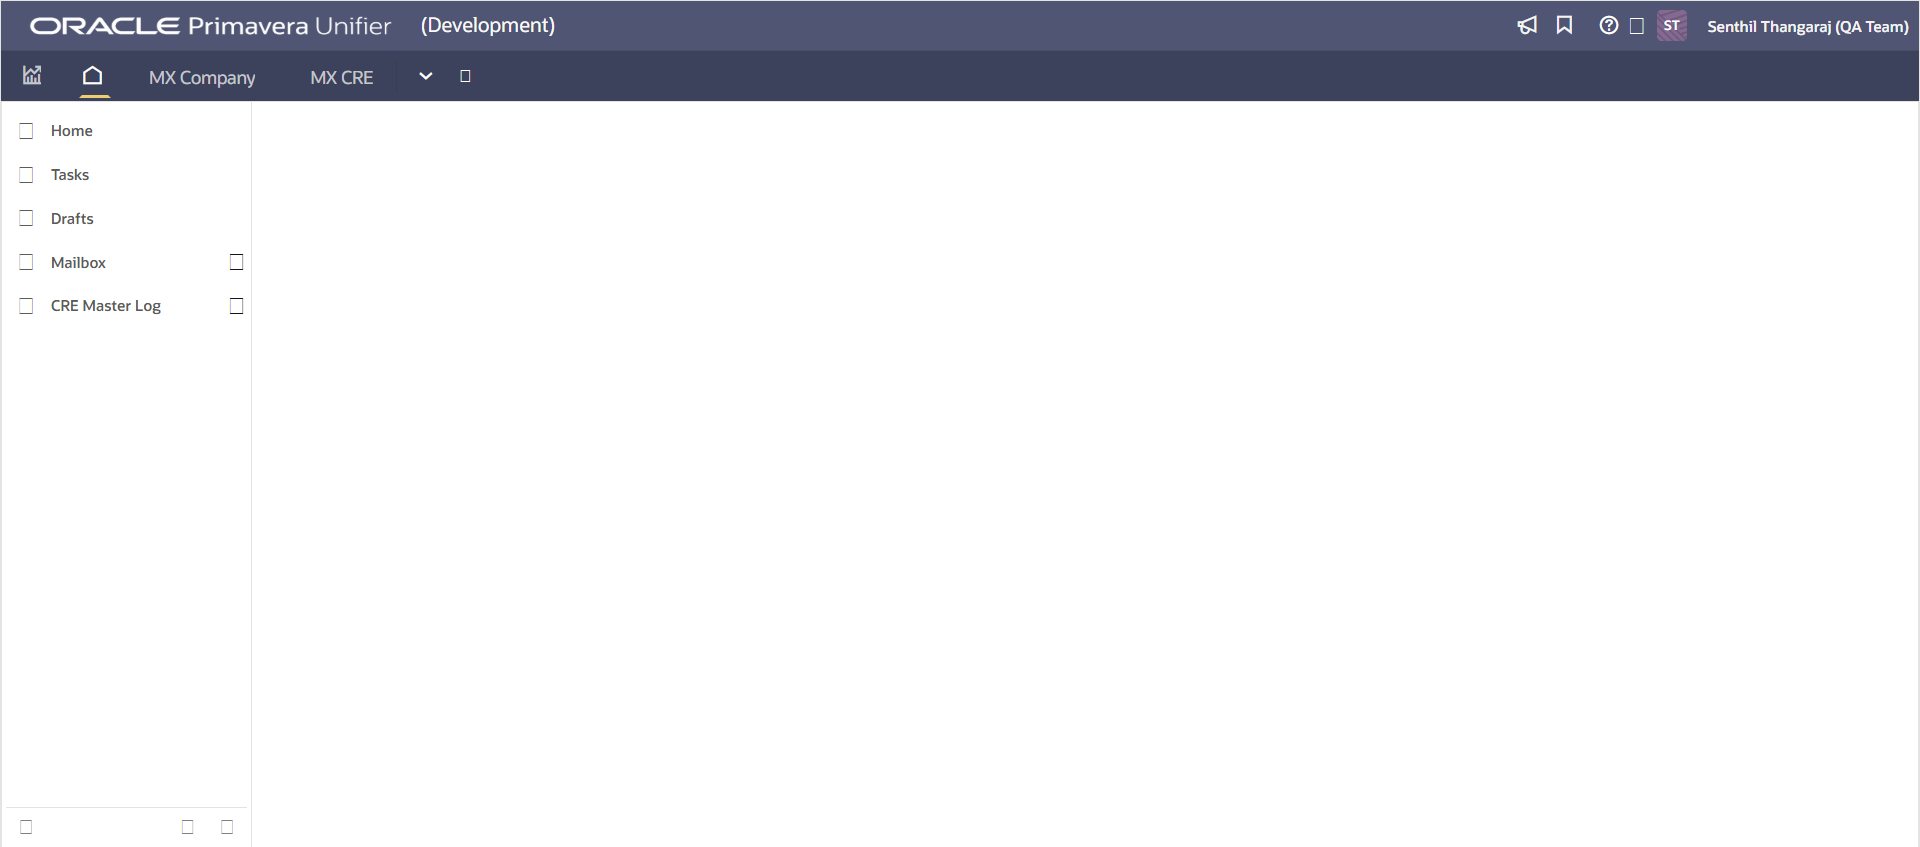 ORACLE Primavera Unifier (Development)
ST Senthil Thangaraj (QA Team)
MX Company MX CRE
Home
Tasks
Drafts
Mailbox
CRE Master Log